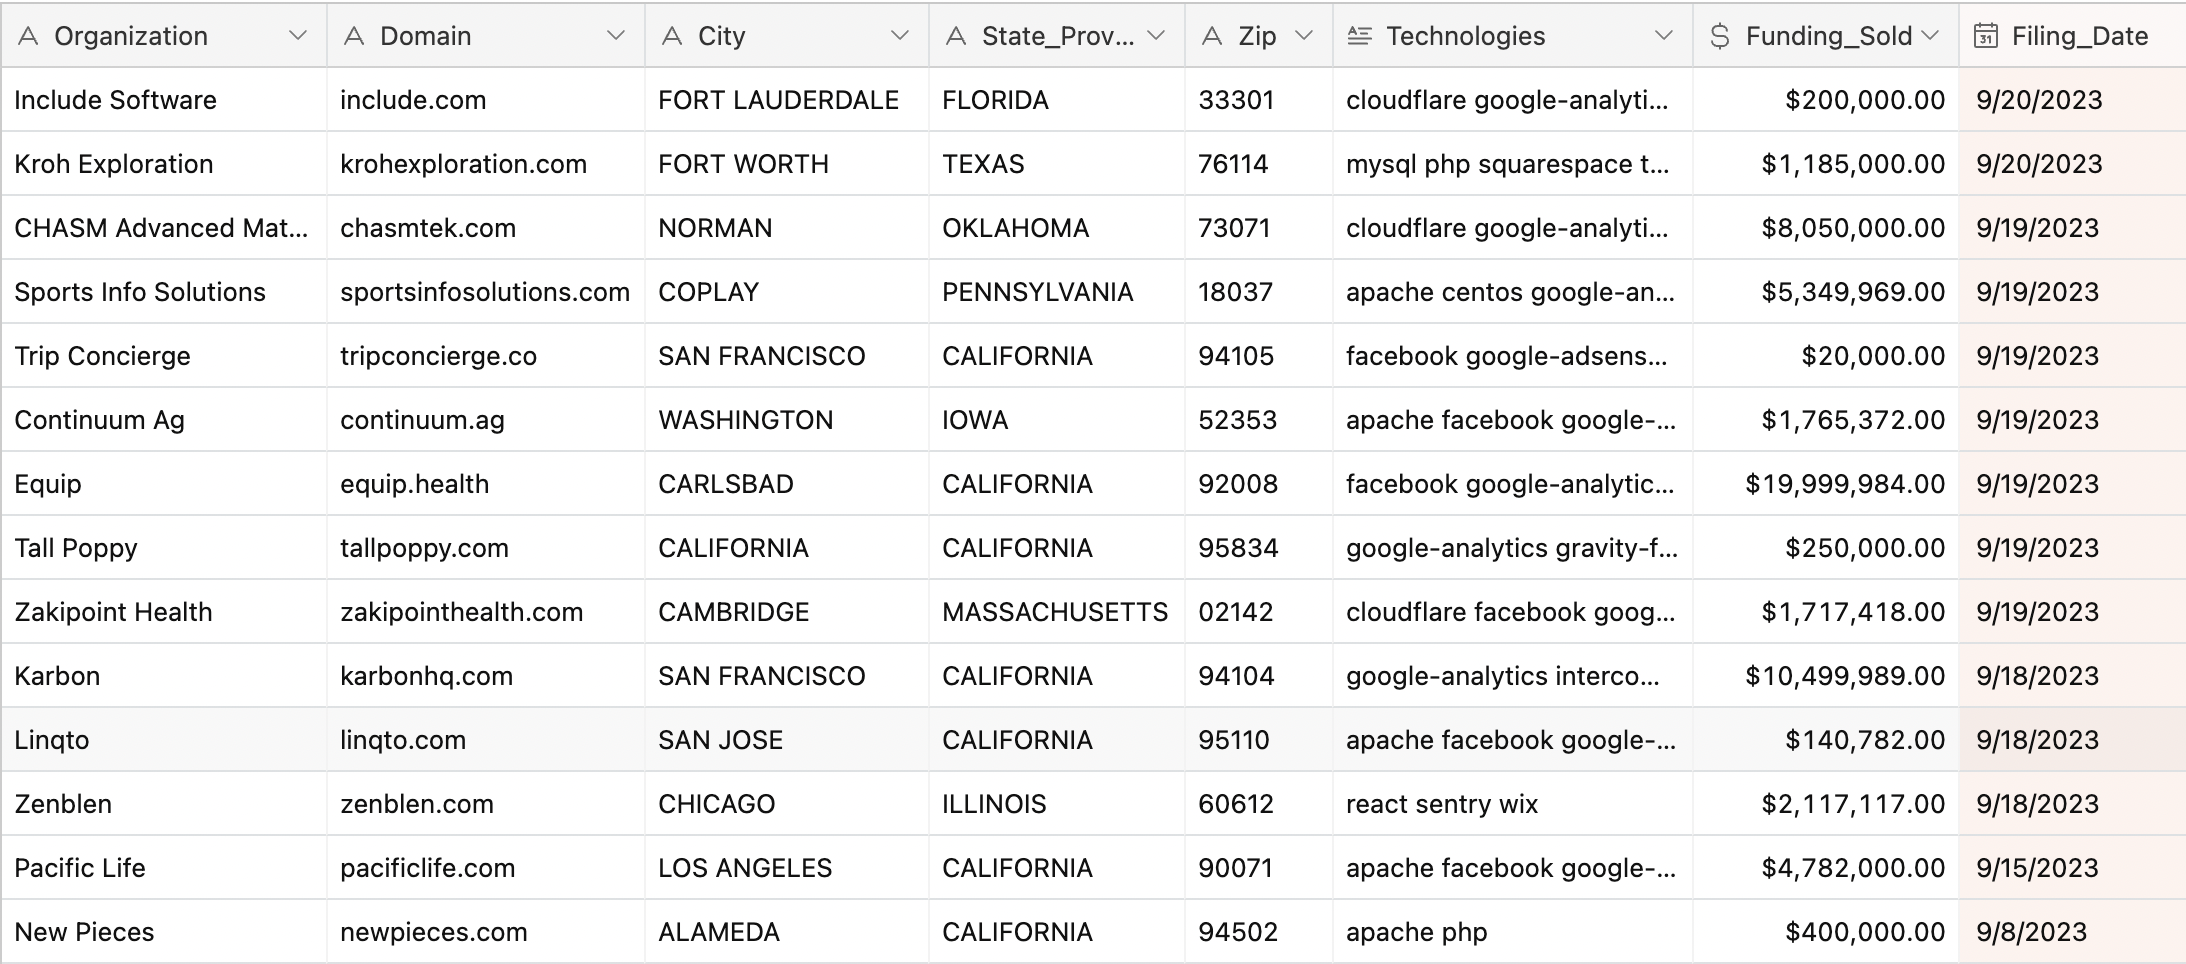 Organization Domain City State_Prov... Zip Technologies Funding_Sold Filing_Date
Include Software include.com FORT LAUDERDALE FLORIDA 33301 cloudflare google-analyti... $200,000.00 9/20/2023
Kroh Exploration krohexploration.com FORT WORTH TEXAS 76114 mysql php squarespace t... $1,185,000.00 9/20/2023
CHASM Advanced Mat... chasmtek.com NORMAN OKLAHOMA 73071 cloudflare google-analyti... $8,050,000.00 9/19/2023
Sports Info Solutions sportsinfosolutions.com COPLAY PENNSYLVANIA 18037 apache centos google-an... $5,349,969.00 9/19/2023
Trip Concierge tripconcierge.co SAN FRANCISCO CALIFORNIA 94105 facebook google-adsens... $20,000.00 9/19/2023
Continuum Ag continuum.ag WASHINGTON IOWA 52353 apache facebook google-... $1,765,372.00 9/19/2023
Equip equip.health CARLSBAD CALIFORNIA 92008 facebook google-analytic... $19,999,984.00 9/19/2023
Tall Poppy tallpoppy.com CALIFORNIA CALIFORNIA 95834 google-analytics gravity-f... $250,000.00 9/19/2023
Zakipoint Health zakipointhealth.com CAMBRIDGE MASSACHUSETTS 02142 cloudflare facebook goog... $1,717,418.00 9/19/2023
Karbon karbonhq.com SAN FRANCISCO CALIFORNIA 94104 google-analytics interco... $10,499,989.00 9/18/2023
Linqto linqto.com SAN JOSE CALIFORNIA 95110 apache facebook google-... $140,782.00 9/18/2023
Zenblen zenblen.com CHICAGO ILLINOIS 60612 react sentry wix $2,117,117.00 9/18/2023
Pacific Life pacificlife.com LOS ANGELES CALIFORNIA 90071 apache facebook google-... $4,782,000.00 9/15/2023
New Pieces newpieces.com ALAMEDA CALIFORNIA 94502 apache php $400,000.00 9/8/2023